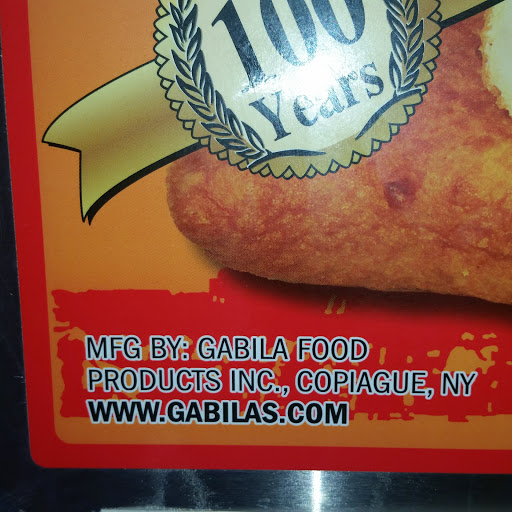 100
Years
MFG BY: GABILA FOOD
PRODUCTS INC., COPIAGUE, NY
WWW.GABILAS.COM